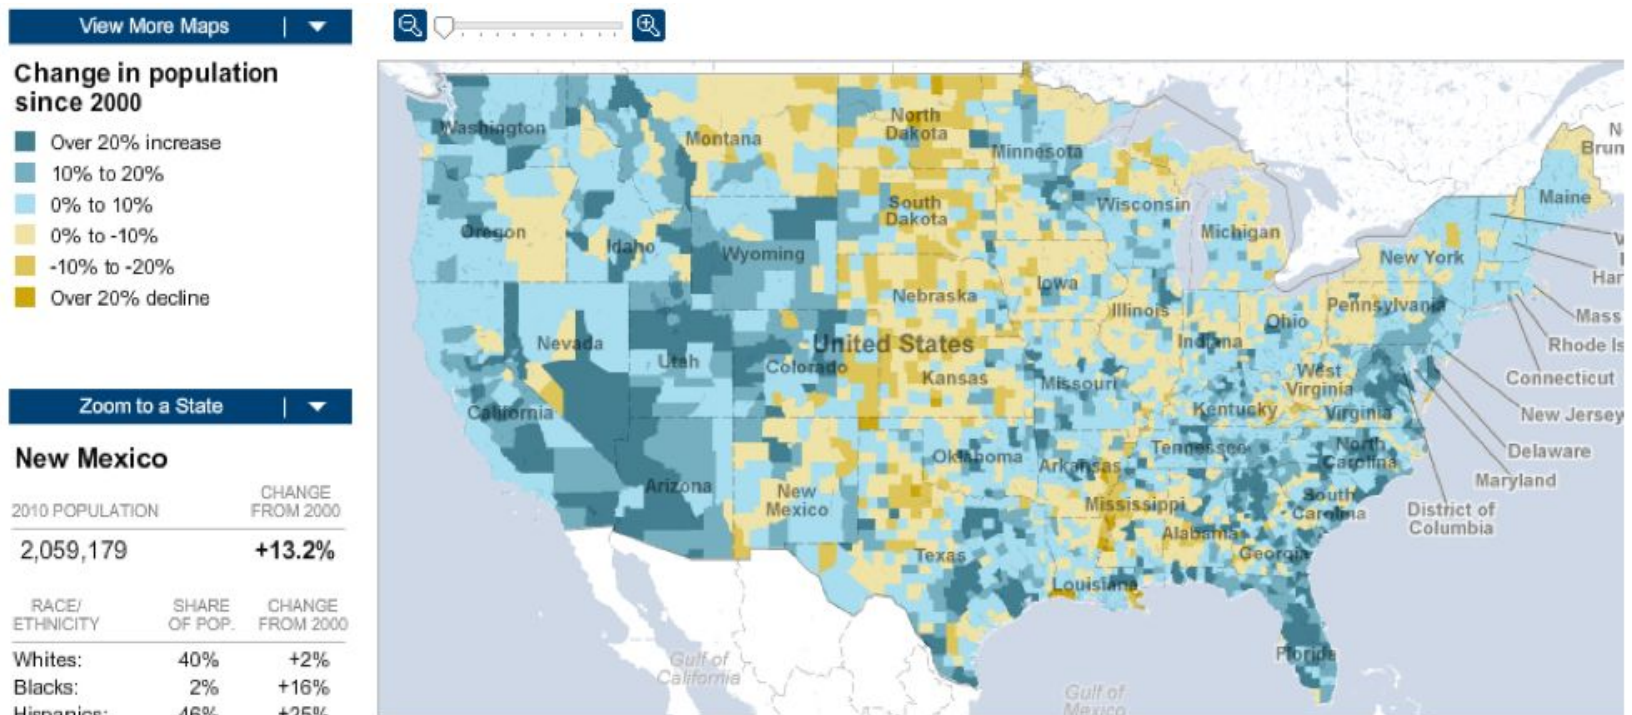 View More Maps
Change in population
since 2000
Over 20% increase
10% to 20%
0% to 10%
0% to -10%
-10% to -20%
Over 20% decline
Zoom to a State
New Mexico
2010 POPULATION
CHANGE
FROM 2000
2,059,179
+13.2%
RACE/
ETHNICITY
SHARE
OF POP.
CHANGE
FROM 2000
Whites: 40% +2%
Blacks: 2% +16%
Hispanics: 46% +25%
Washington
Montana
North
Dakota
Minnesota
Oregon
Idaho
Wyoming
South
Dakota
Wisconsin
Michigan
New York
Maine
N
Brun
V
Har
Mass
Rhode Is
Connecticut
New Jersey
Delaware
Maryland
District of
Columbia
Nevada
Utah
Colorado
United States
Nebraska
Iowa
Illinois
Indiana
Ohio
Pennsylvania
California
Kansas
Missouri
West
Virginia
Kentucky
Virginia
Arizona
New
Mexico
Oklahoma
Arkansas
Tennessee
North
Carolina
Texas
Mississippi
Alabama
South
Carolina
Georgia
Louisiana
Florida
Gulf of
California
Gulf of
Mexico